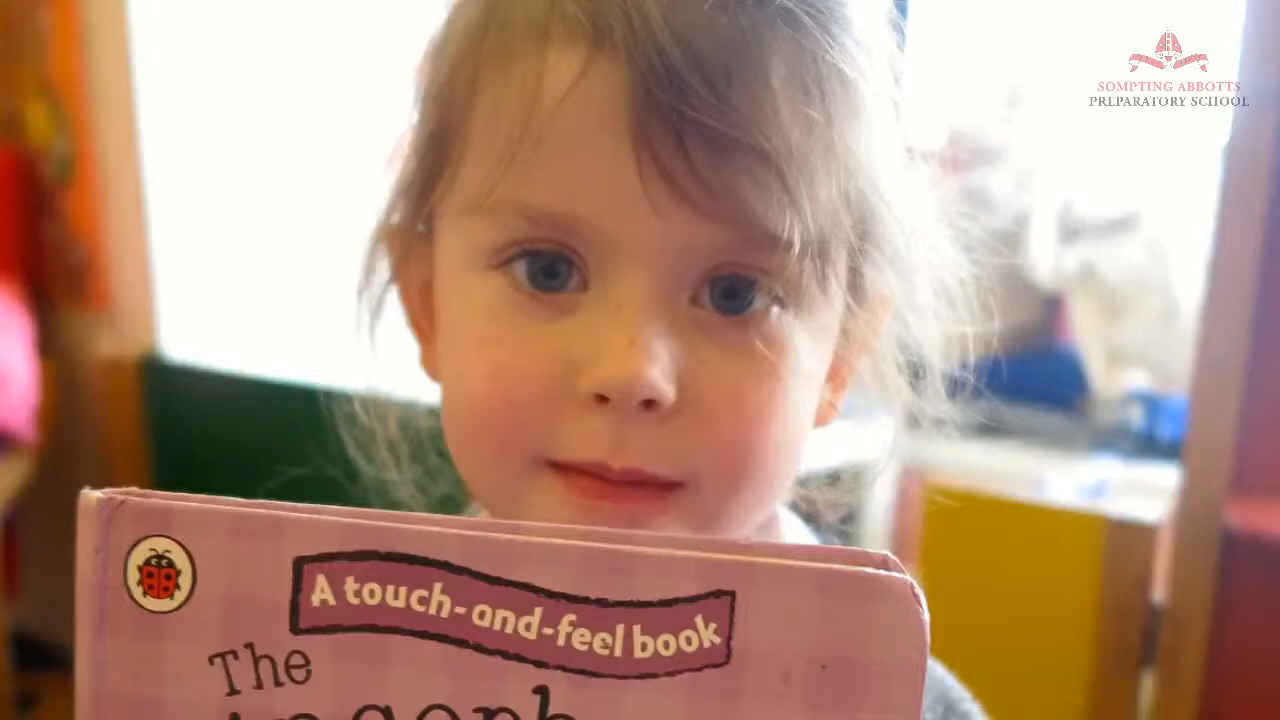 SOMPTING ABBOTTS
PREPARATORY SCHOOL
A touch-and-feel book
The